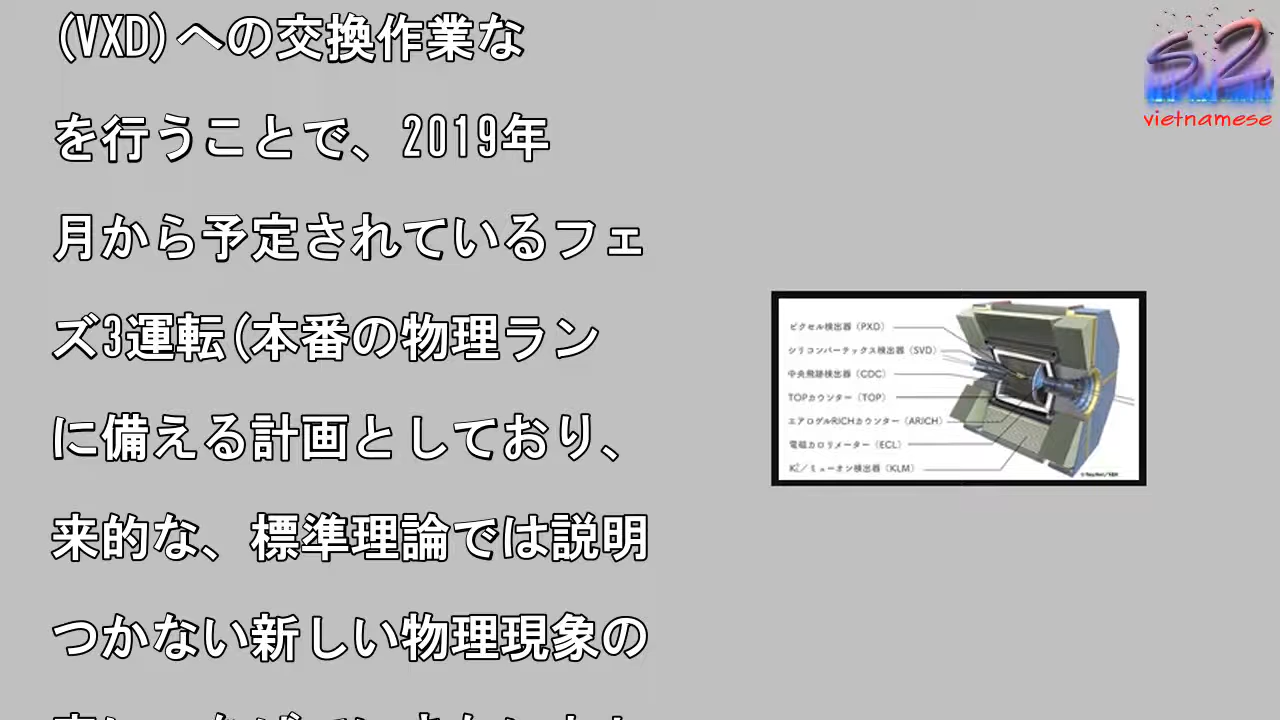 (VXD)への交換作業な
を行うことで、2019年
月から予定されているフェ
ズ3運転(本番の物理ラン
に備える計画としており、
来的な、標準理論では説明
つかない新しい物理現象の
S2
vietnamese
ピクセル検出器（PXD）
シリコンバーテックス検出器（SVD）
中央飛跡検出器（CDC）
TOPカウンター（TOP）
エアロゲルRICHカウンター（ARICH）
電磁カロリメーター（ECL）
／ミューオン検出器（KLM）